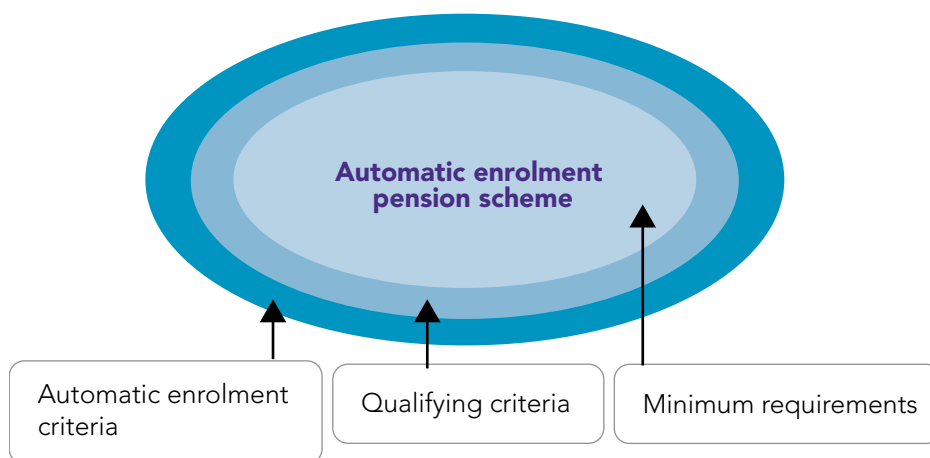 Automatic enrolment
pension scheme
Automatic enrolment
criteria
Qualifying criteria
Minimum requirements